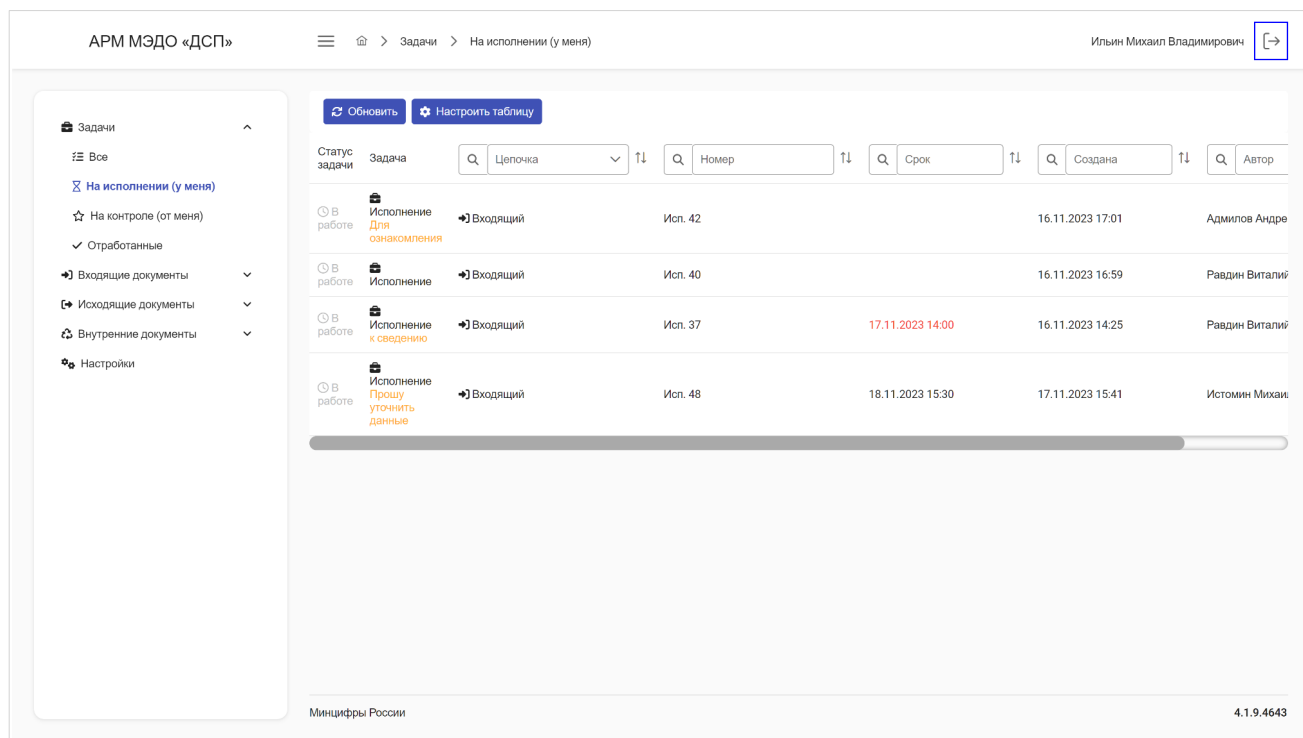 АРМ МЭДО «ДСП»
Задачи > На исполнении (у меня)
Ильин Михаил Владимирович
Задачи
Все
На исполнении (у меня)
На контроле (от меня)
Отработанные
Входящие документы
Исходящие документы
Внутренние документы
Настройки
Обновить
Настроить таблицу
Статус
задачи
Задача
Цепочка
Номер
Срок
Создана
Автор
В
работе
Исполнение
Для
ознакомления
Входящий
Исп. 42
16.11.2023 17:01
Адмилов Андре
В
работе
Исполнение
Входящий
Исп. 40
16.11.2023 16:59
Равдин Виталий
В
работе
Исполнение
к сведению
Входящий
Исп. 37
17.11.2023 14:00
16.11.2023 14:25
Равдин Виталий
В
работе
Исполнение
Прошу
уточнить
данные
Входящий
Исп. 48
18.11.2023 15:30
17.11.2023 15:41
Истомин Михаил
Минцифры России
4.1.9.4643